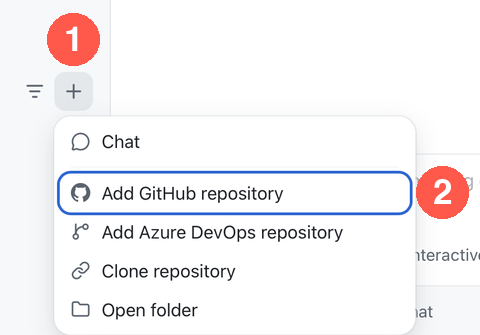 1
Chat
Add GitHub repository
2
Add Azure DevOps repository
Clone repository
Open folder